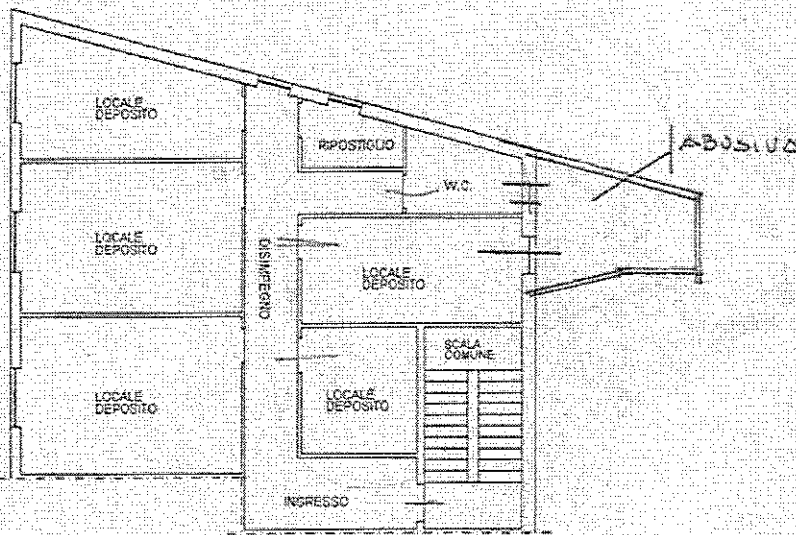 LOCALE
DEPOSITO
RIPOSTIGLIO
ABUSIVO
W.C.
LOCALE
DEPOSITO
DISIMPEGNO
LOCALE
DEPOSITO
SCALA
COMUNE
LOCALE
DEPOSITO
LOCALE
DEPOSITO
INGRESSO